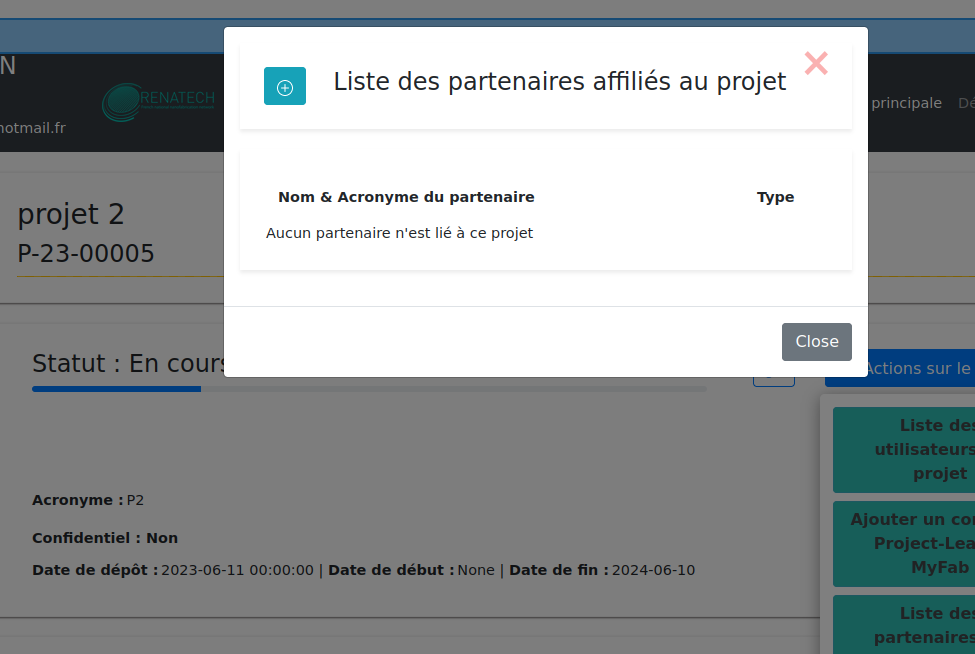 N
RENATECH
hotmail.fr
principale Dé
Liste des partenaires affiliés au projet
Nom & Acronyme du partenaire Type
Aucun partenaire n'est lié à ce projet
Close
projet 2
P-23-00005
Statut : En cours
Actions sur le
Liste des
utilisateurs
projet
Ajouter un co
Project-Lea
MyFab
Liste des
partenaires
Acronyme : P2
Confidentiel : Non
Date de dépôt : 2023-06-11 00:00:00 | Date de début : None | Date de fin : 2024-06-10